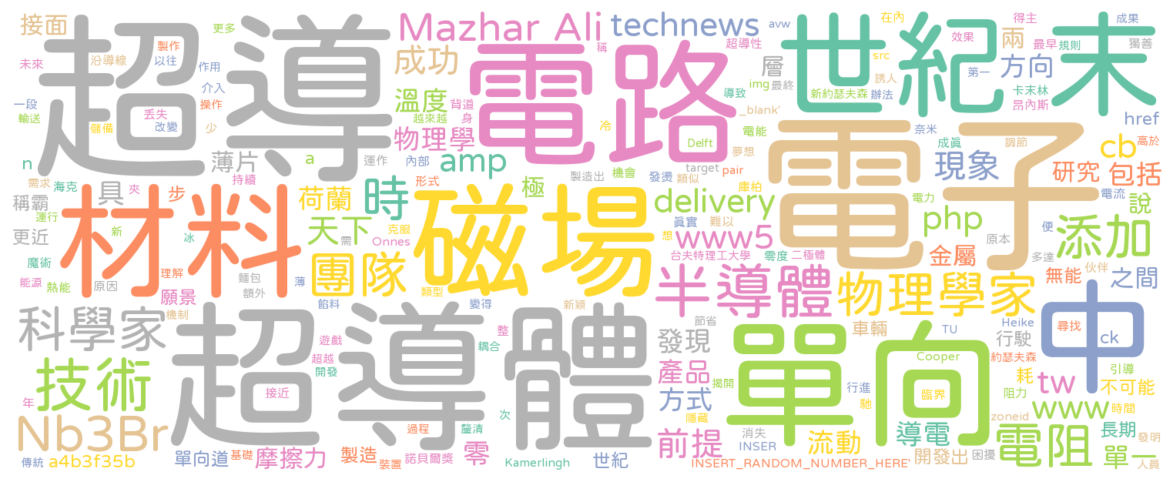 接面
超導
Mazhar Ali
technews
世紀末
在內
得主
成果
avw
更多
沿導線
製作
以往
未來
作用
介入
成功
電路
超導性
層
兩
最早
規則
獨善
效果
src
誘人
第一
方向
新約瑟夫森
辦法
卡末林
昂內斯
href
稱
img
最終
導致
_blank'
一段
輸送
丟失
改變
操作
儲備
少
溫度
背道
越來越
身
物理學
冷
Delft
電能
夢想
電子
奈米
成真
調節
現象
研究
cb
高於
包括
電流
n
薄片
a
運作
內部
amp
發燙
類似
target
pair
機會
製造出
庫柏
需求
海克
具
步
夾
持續
荷蘭
時
形式
極
磁場
delivery
電力
php
說
便
多達
添加
稱霸
運行
新
冰
材料
天下
需
克服
Onnes
真實
難以
想
www5
原本
金屬
更近
魔術
理解
麵包
薄
團隊
台夫特理工大學
零度
二極體
無能
伙伴
之間
能源
熱能
原因
額外
願景
機制
餡料
類型
變得
新穎
半導體
物理學家
中
科學家
超導體
整
節省
發現
單向
車輛
TU
Heike
行駛
尋找
ck
遊戲
超越
開發
耦合
約瑟夫森
Cooper
技術
接近
產品
揭開
行進
馳
臨界
耗
阻力
tw
引導
不可能
年
次
方式
隱藏
zoneid
www
時間
發明
Nb3Br
過程
釐清
前提
消失
INSER
流動
導電
電阻
長期
單一
傳統
a4b3f35b
單向道
基礎
摩擦力
製造
裝置
諾貝爾獎
零
Kamerlingh
世紀
INSERT_RANDOM_NUMBER_HERE'
開發出
困擾
人員